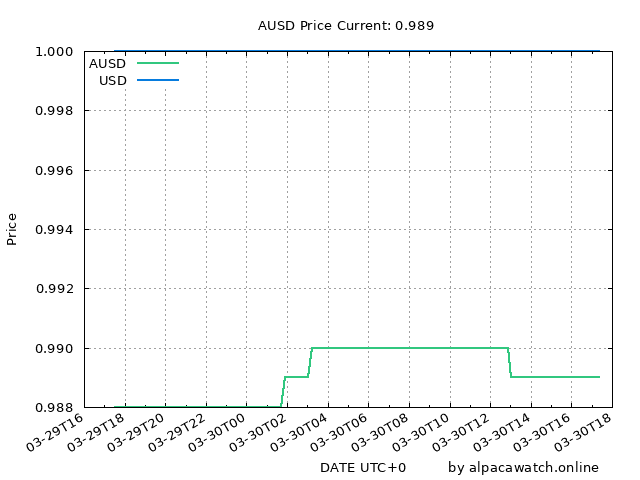 AUSD Price Current: 0.989
1.000
AUSD
USD
0.998
0.996
0.994
0.992
0.990
0.988
Price
03-29T16
03-29T18
03-29T20
03-29T22
03-30T00
03-30T02
03-30T04
03-30T06
03-30T08
03-30T10
03-30T12
03-30T14
03-30T16
03-30T18
DATE UTC+0 by alpacawatch.online